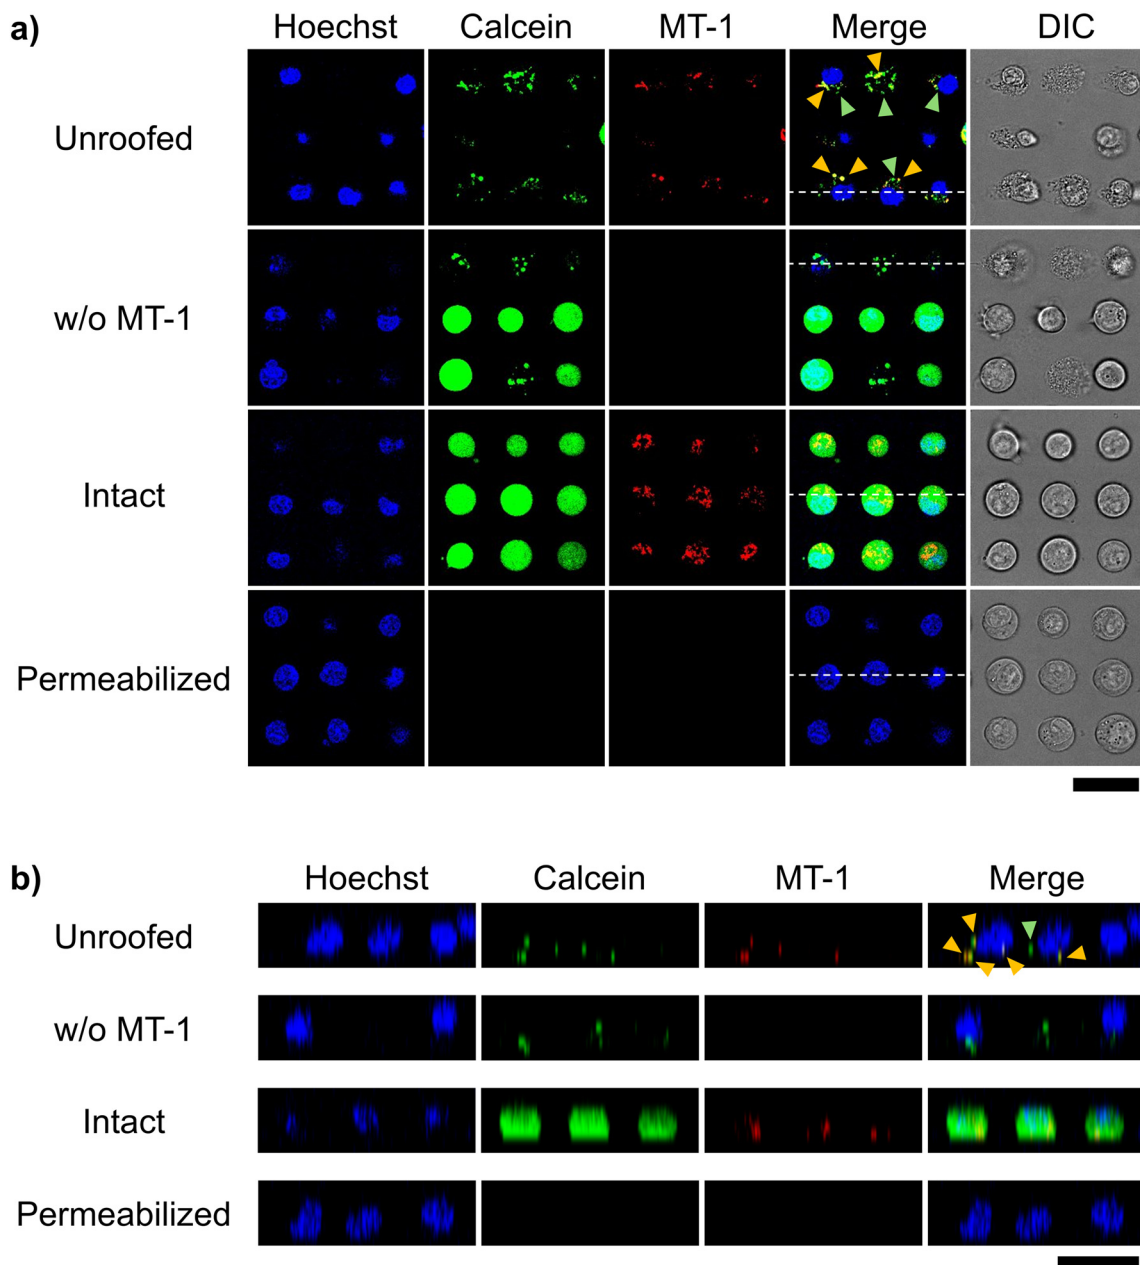 a)
Hoechst Calcein MT-1 Merge DIC
Unroofed
w/o MT-1
Intact
Permeabilized
b)
Hoechst Calcein MT-1 Merge
Unroofed
w/o MT-1
Intact
Permeabilized